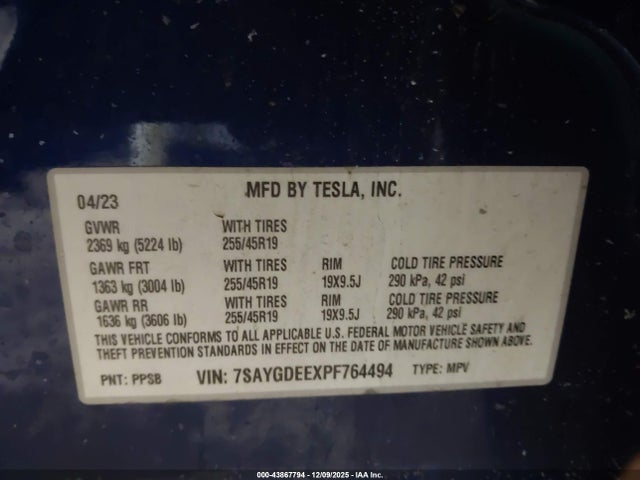 04/23 MFD BY TESLA, INC.
GVWR WITH TIRES
2369 kg (5224 lb) 255/45R19
GAWR FRT WITH TIRES RIM COLD TIRE PRESSURE
1363 kg (3004 lb) 255/45R19 19X9.5J 290 kPa, 42 psi
GAWR RR WITH TIRES RIM COLD TIRE PRESSURE
1636 kg (3606 lb) 255/45R19 19X9.5J 290 kPa, 42 psi
THIS VEHICLE CONFORMS TO ALL APPLICABLE U.S. FEDERAL MOTOR VEHICLE SAFETY AND
THEFT PREVENTION STANDARDS IN EFFECT ON THE DATE OF MANUFACTURE SHOWN ABOVE.
PNT: PPSB VIN: 7SAYGDEEXPF764494 TYPE: MPV
000-43867794 - 12/09/2025 - IAA Inc.